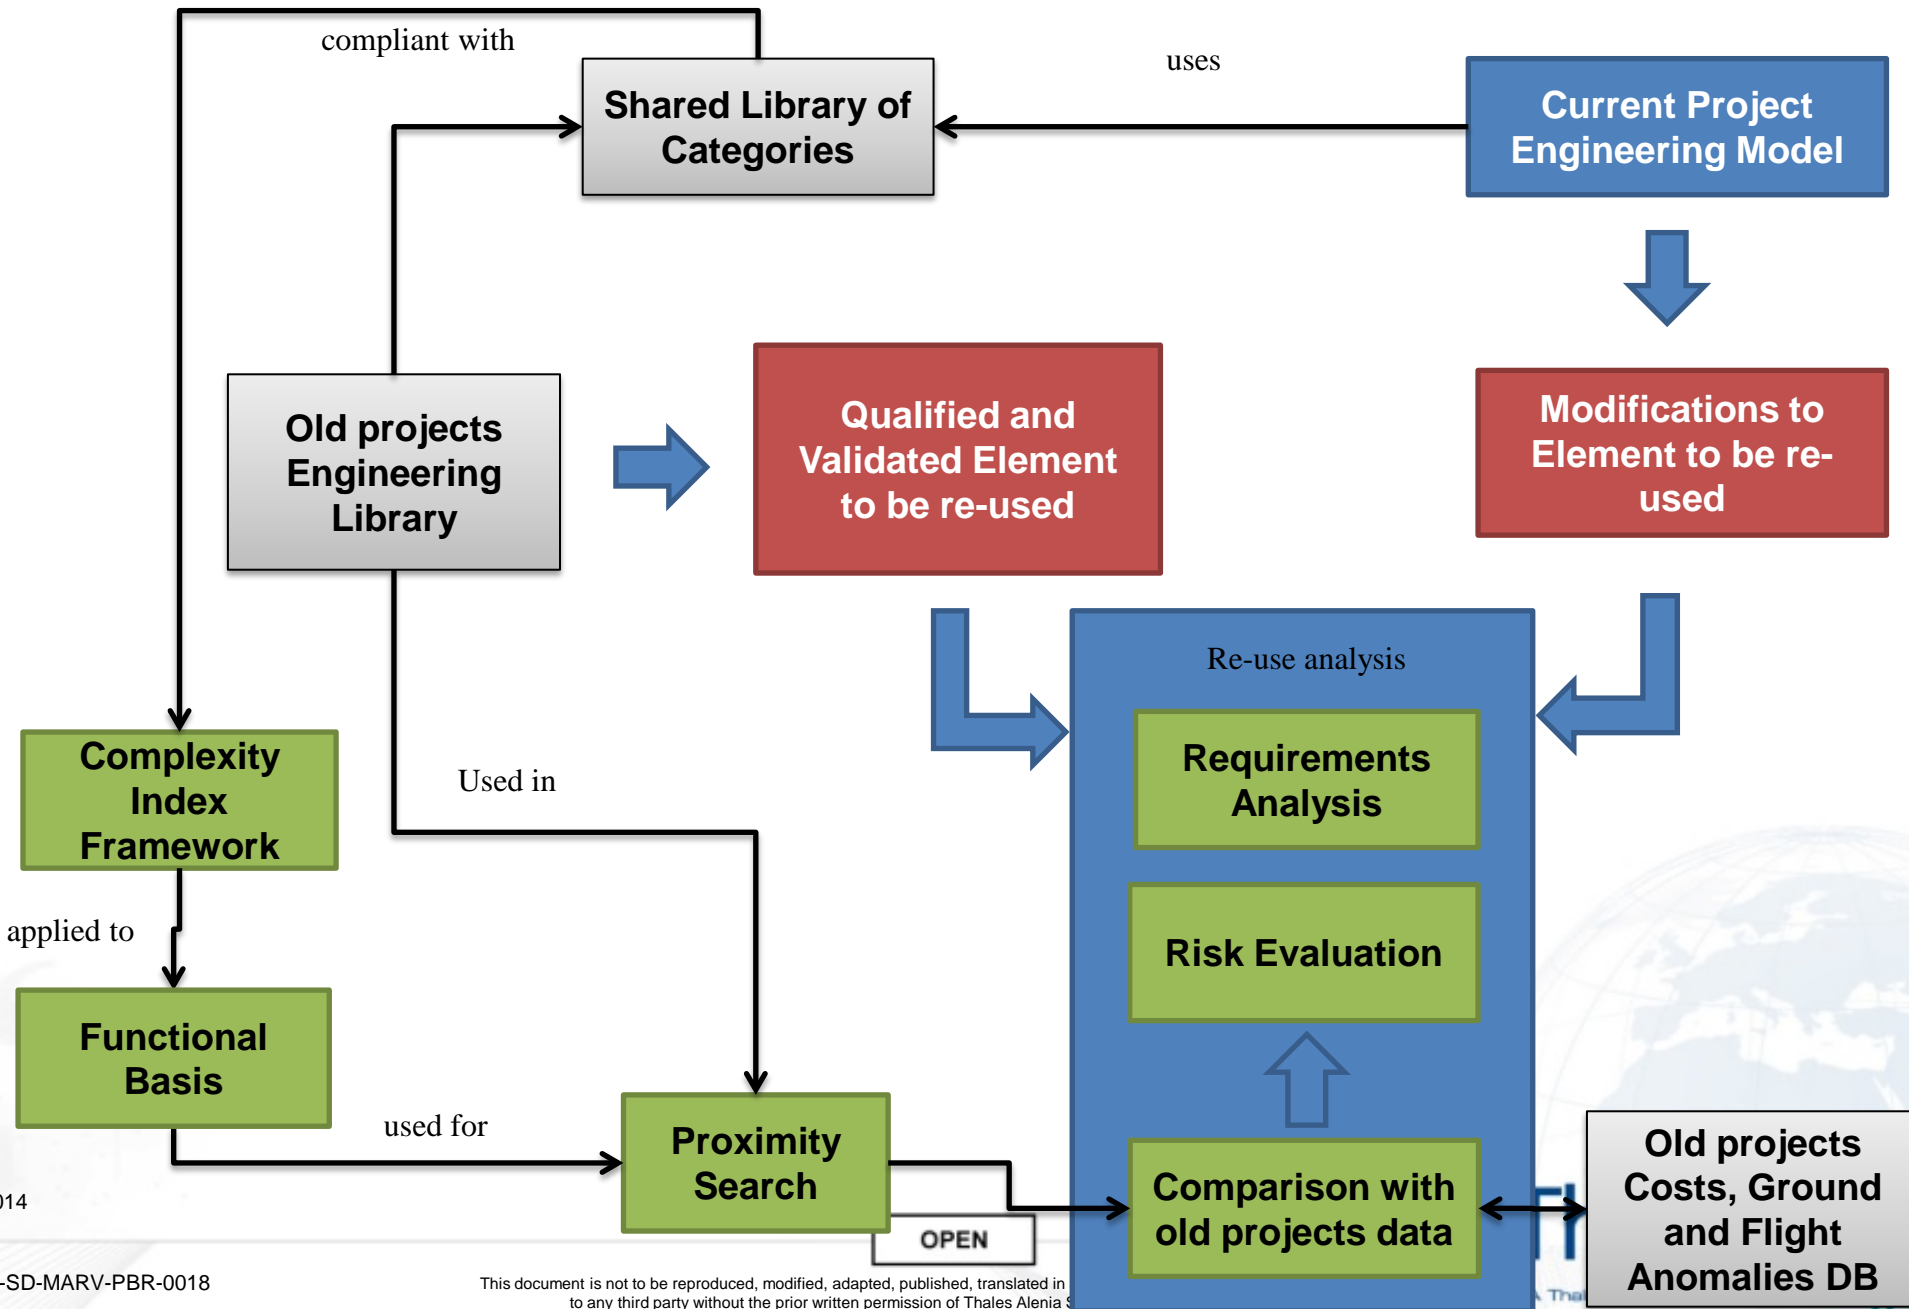 compliant with
uses
Shared Library of
Categories
Current Project
Engineering Model
Old projects
Engineering
Library
Qualified and
Validated Element
to be re-used
Modifications to
Element to be re-
used
Re-use analysis
Requirements
Analysis
Complexity
Index
Framework
Used in
applied to
Risk Evaluation
Functional
Basis
used for
Proximity
Search
Comparison with
old projects data
Old projects
Costs, Ground
and Flight
Anomalies DB
014
OPEN
-SD-MARV-PBR-0018
This document is not to be reproduced, modified, adapted, published, translated in
to any third party without the prior written permission of Thales Alenia
A Thal